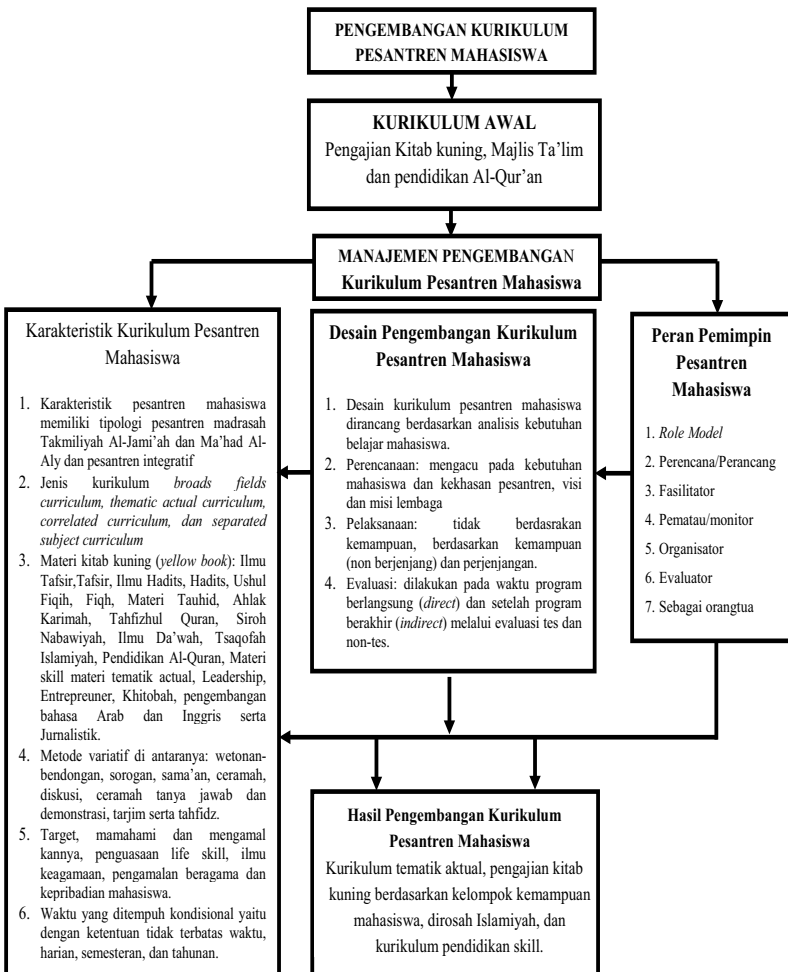 PENGEMBANGAN KURIKULUM
PESANTREN MAHASISWA
KURIKULUM AWAL
Pengajian Kitab kuning, Majlis Ta’lim
dan pendidikan Al-Qur’an
MANAJEMEN PENGEMBANGAN
Kurikulum Pesantren Mahasiswa
Karakteristik Kurikulum Pesantren
Mahasiswa
1. Karakteristik pesantren mahasiswa
memiliki tipologi pesantren madrasah
Takmiliyah Al-Jami’ah dan Ma’had Al-
Aly dan pesantren integratif
2. Jenis kurikulum broads fields
curriculum, thematic actual curriculum,
correlated curriculum, dan separated
subject curriculum
3. Materi kitab kuning (yellow book): Ilmu
Tafsir,Tafsir, Ilmu Hadits, Hadits, Ushul
Fiqih, Fiqh, Materi Tauhid, Ahlak
Karimah, Tahfizhul Quran, Siroh
Nabawiyah, Ilmu Da’wah, Tsaqofah
Islamiyah, Pendidikan Al-Quran, Materi
skill materi tematik actual, Leadership,
Entrepreuner, Khitobah, pengembangan
bahasa Arab dan Inggris serta
Jurnalistik.
4. Metode variatif di antaranya: wetonan-
bendongan, sorogan, sama’an, ceramah,
diskusi, ceramah tanya jawab dan
demonstrasi, tarjim serta tahfidz.
5. Target, mamahami dan mengamal
kannya, penguasaan life skill, ilmu
keagamaan, pengamalan beragama dan
kepribadian mahasiswa.
6. Waktu yang ditempuh kondisional yaitu
dengan ketentuan tidak terbatas waktu,
harian, semesteran, dan tahunan.
Desain Pengembangan Kurikulum
Pesantren Mahasiswa
1. Desain kurikulum pesantren mahasiswa
dirancang berdasarkan analisis kebutuhan
belajar mahasiswa.
2. Perencanaan: mengacu pada kebutuhan
mahasiswa dan kekhasan pesantren, visi
dan misi lembaga
3. Pelaksanaan: tidak berdasrakan
kemampuan, berdasarkan kemampuan
(non berjenjang) dan perjenjangan.
4. Evaluasi: dilakukan pada waktu program
berlangsung (direct) dan setelah program
berakhir (indirect) melalui evaluasi tes dan
non-tes.
Peran Pemimpin
Pesantren
Mahasiswa
1. Role Model
2. Perencana/Perancang
3. Fasilitator
4. Pematau/monitor
5. Organisator
6. Evaluator
7. Sebagai orangtua
Hasil Pengembangan Kurikulum
Pesantren Mahasiswa
Kurikulum tematik aktual, pengajian kitab
kuning berdasarkan kelompok kemampuan
mahasiswa, dirosah Islamiyah, dan
kurikulum pendidikan skill.